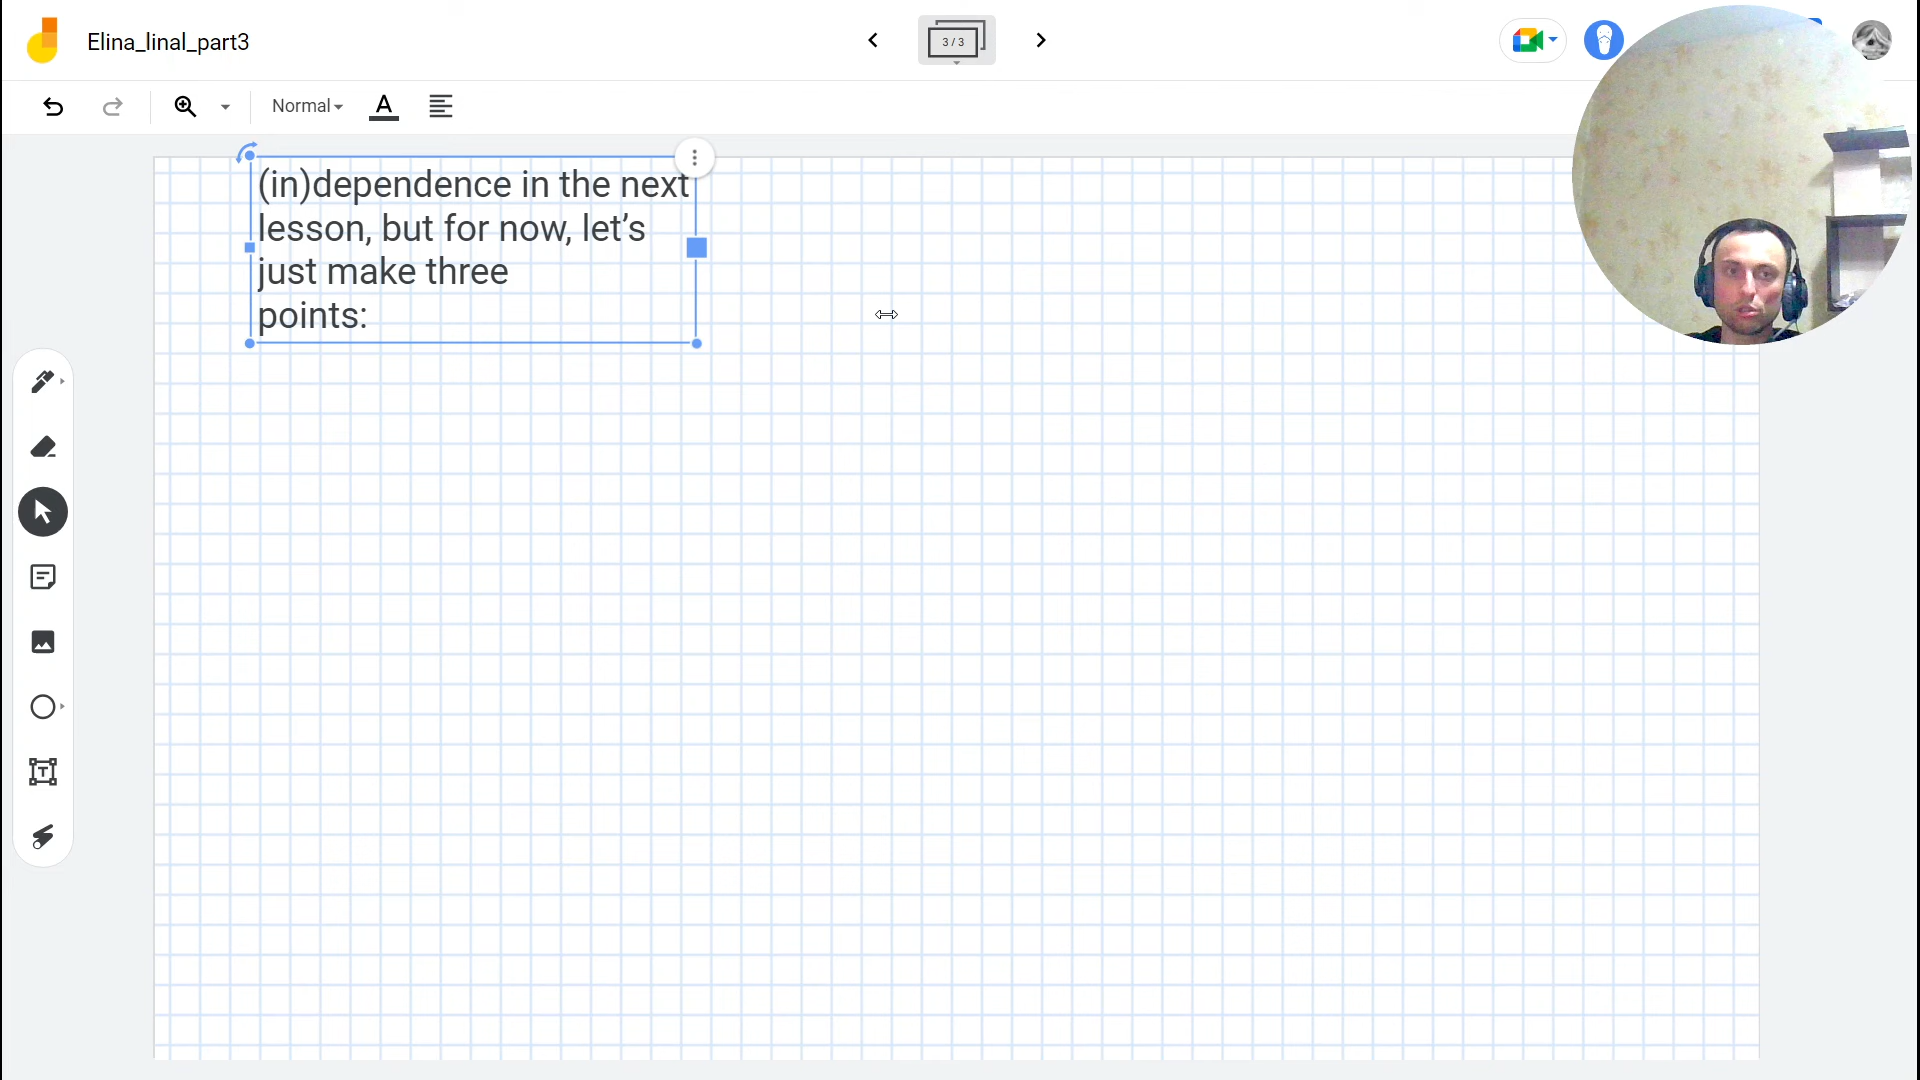 Elina_linal_part3
3 / 3
Normal
A
(in)dependence in the next
lesson, but for now, let’s
just make three
points:
T